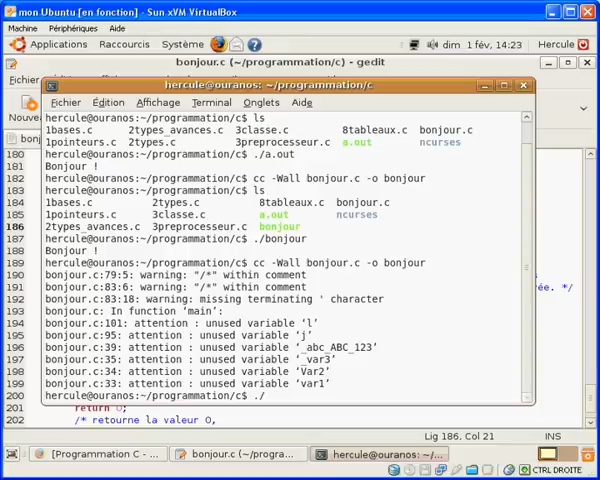 mon Ubuntu [en fonction] - Sun xVM VirtualBox
Machine Périphériques Aide
Applications Raccourcis Système dim 1 fév, 14:23 Hercule
bonjour.c (~/programmation/c) - gedit
Fichier
hercule@ouranos: ~/programmation/c
Fichier Édition Affichage Terminal Onglets Aide
Nouve
hercule@ouranos:~/programmation/c$ ls
1bases.c 2types_avances.c 3classe.c 8tableaux.c bonjour.c
1pointeurs.c 2types.c 3preprocesseur.c a.out ncurses
180 hercule@ouranos:~/programmation/c$ ./a.out
181 Bonjour !
182 hercule@ouranos:~/programmation/c$ cc -Wall bonjour.c -o bonjour
183 hercule@ouranos:~/programmation/c$ ls
184 1bases.c 2types.c 8tableaux.c bonjour.c
185 1pointeurs.c 3classe.c a.out ncurses
186 2types_avances.c 3preprocesseur.c bonjour
187 hercule@ouranos:~/programmation/c$ ./bonjour
188 Bonjour !
189 hercule@ouranos:~/programmation/c$ cc -Wall bonjour.c -o bonjour
190 bonjour.c:79:5: warning: "/*" within comment
191 bonjour.c:83:6: warning: "/*" within comment
192 bonjour.c:83:18: warning: missing terminating ' character
193 bonjour.c: In function ‘main’:
194 bonjour.c:101: attention : unused variable ‘l’
195 bonjour.c:95: attention : unused variable ‘j’
196 bonjour.c:39: attention : unused variable ‘_abc_ABC_123’
197 bonjour.c:35: attention : unused variable ‘_var3’
198 bonjour.c:34: attention : unused variable ‘Var2’
199 bonjour.c:33: attention : unused variable ‘var1’
200 hercule@ouranos:~/programmation/c$ ./
201 return 0;
202 /* retourne la valeur 0,
s
vée. */
Lig 186, Col 21 INS
[Programmation C - ... bonjour.c (~/progra... hercule@ouranos: ~/...
CTRL DROITE